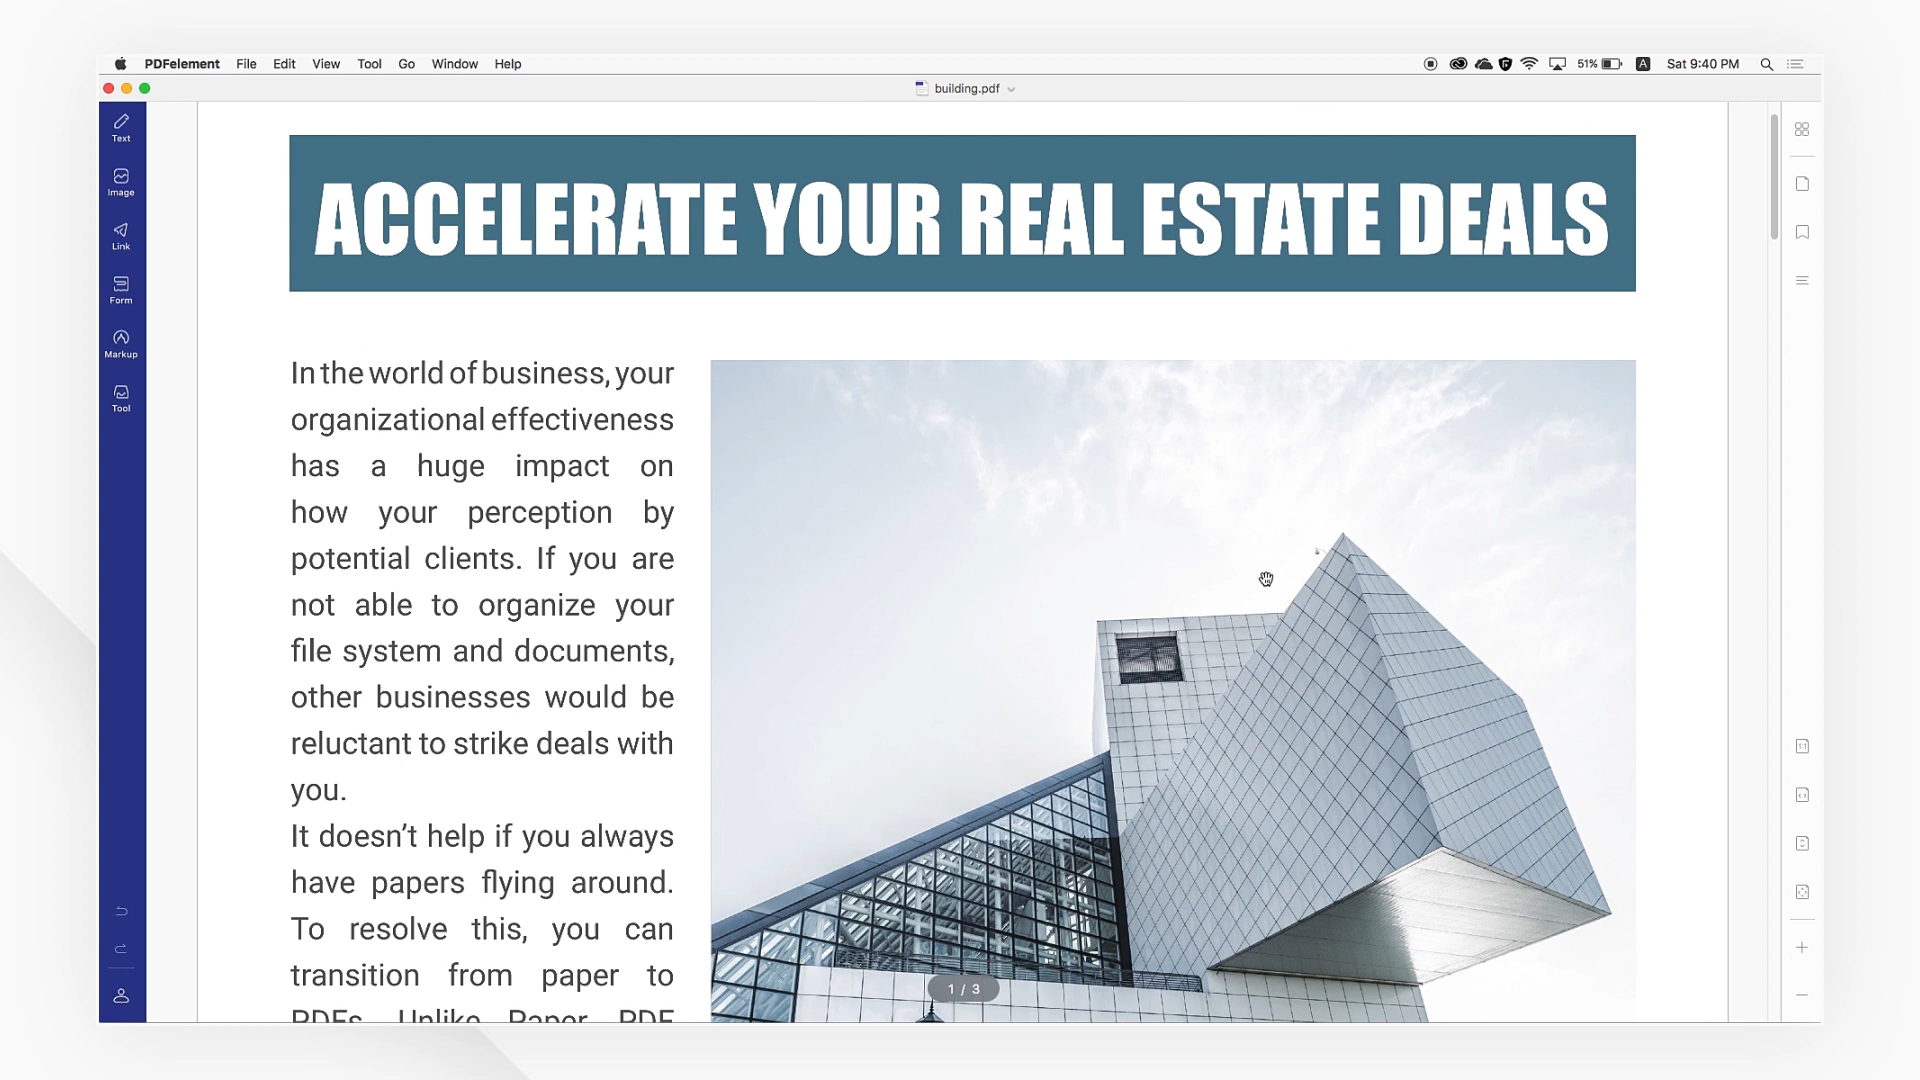 PDFelement File Edit View Tool Go Window Help 51% A Sat 9:40 PM
building.pdf
Text
Image
Link
Form
Markup
Tool
ACCELERATE YOUR REAL ESTATE DEALS
In the world of business, your
organizational effectiveness
has a huge impact on
how your perception by
potential clients. If you are
not able to organize your
file system and documents,
other businesses would be
reluctant to strike deals with
you.
It doesn’t help if you always
have papers flying around.
To resolve this, you can
transition from paper to
PDFs. Unlike Paper, PDF
1 / 3